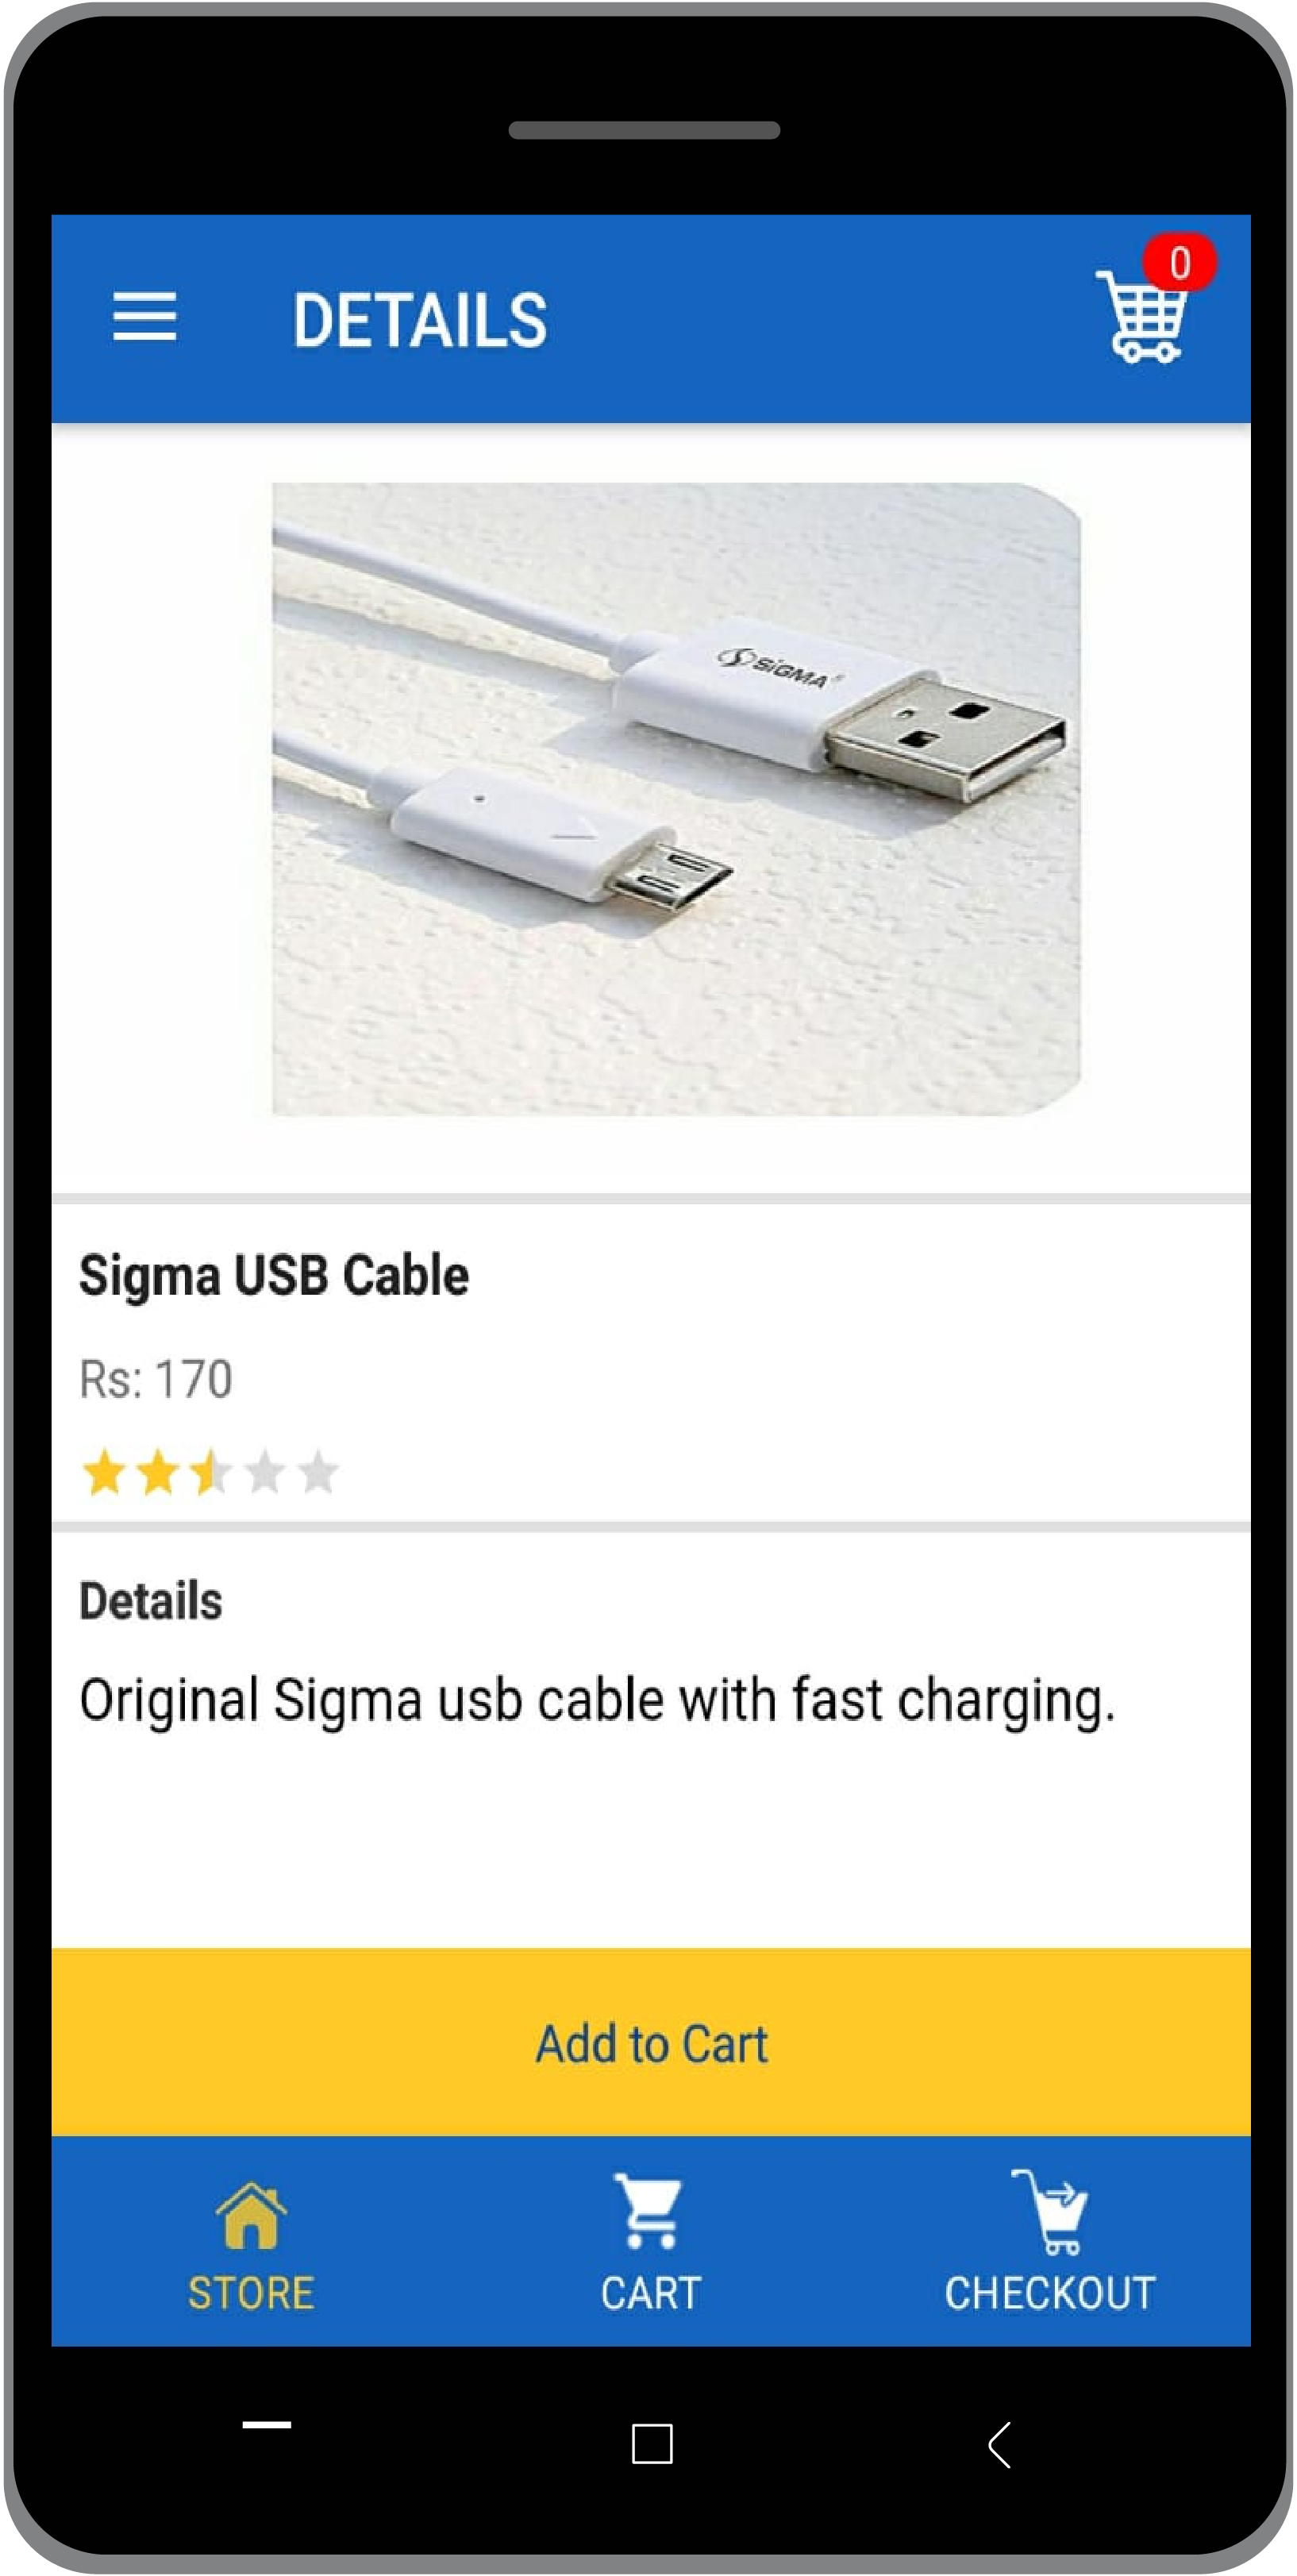 0
DETAILS
SiGMA
Sigma USB Cable
Rs: 170
Details
Original Sigma usb cable with fast charging.
Add to Cart
STORE
CART
CHECKOUT